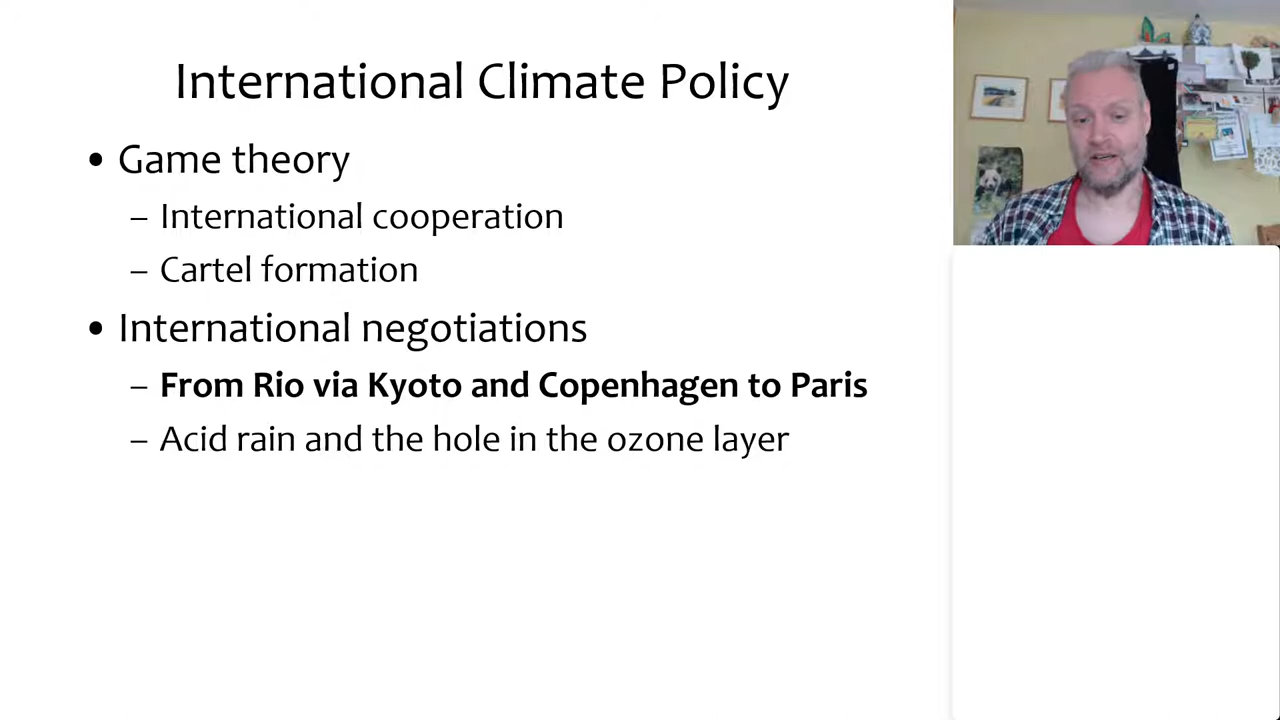 International Climate Policy
• Game theory
– International cooperation
– Cartel formation
• International negotiations
– From Rio via Kyoto and Copenhagen to Paris
– Acid rain and the hole in the ozone layer